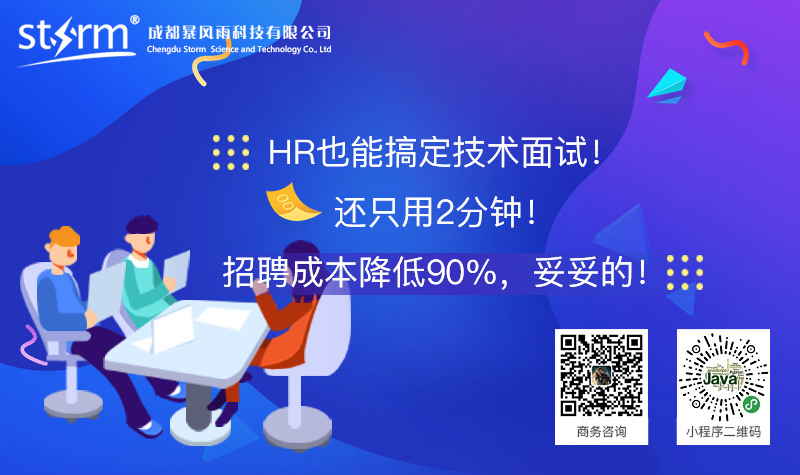 storm®
成都暴风雨科技有限公司
Chengdu Storm Science and Technology Co., Ltd
HR也能搞定技术面试!
还只用2分钟!
招聘成本降低90%，妥妥的!
Java
商务咨询
小程序二维码